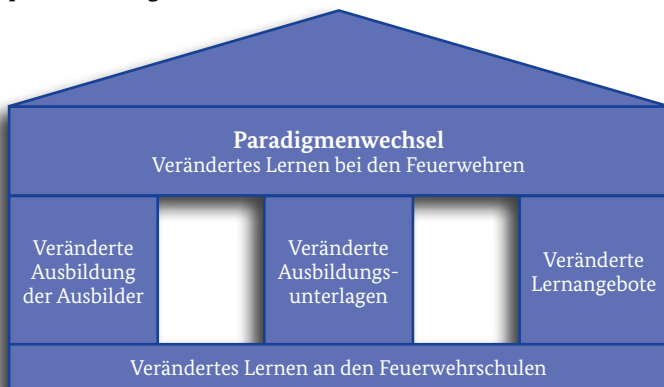 Paradigmenwechsel
Verändertes Lernen bei den Feuerwehren
Veränderte
Ausbildung
der Ausbilder
Veränderte
Ausbildungs-
unterlagen
Veränderte
Lernangebote
Verändertes Lernen an den Feuerwehrschulen